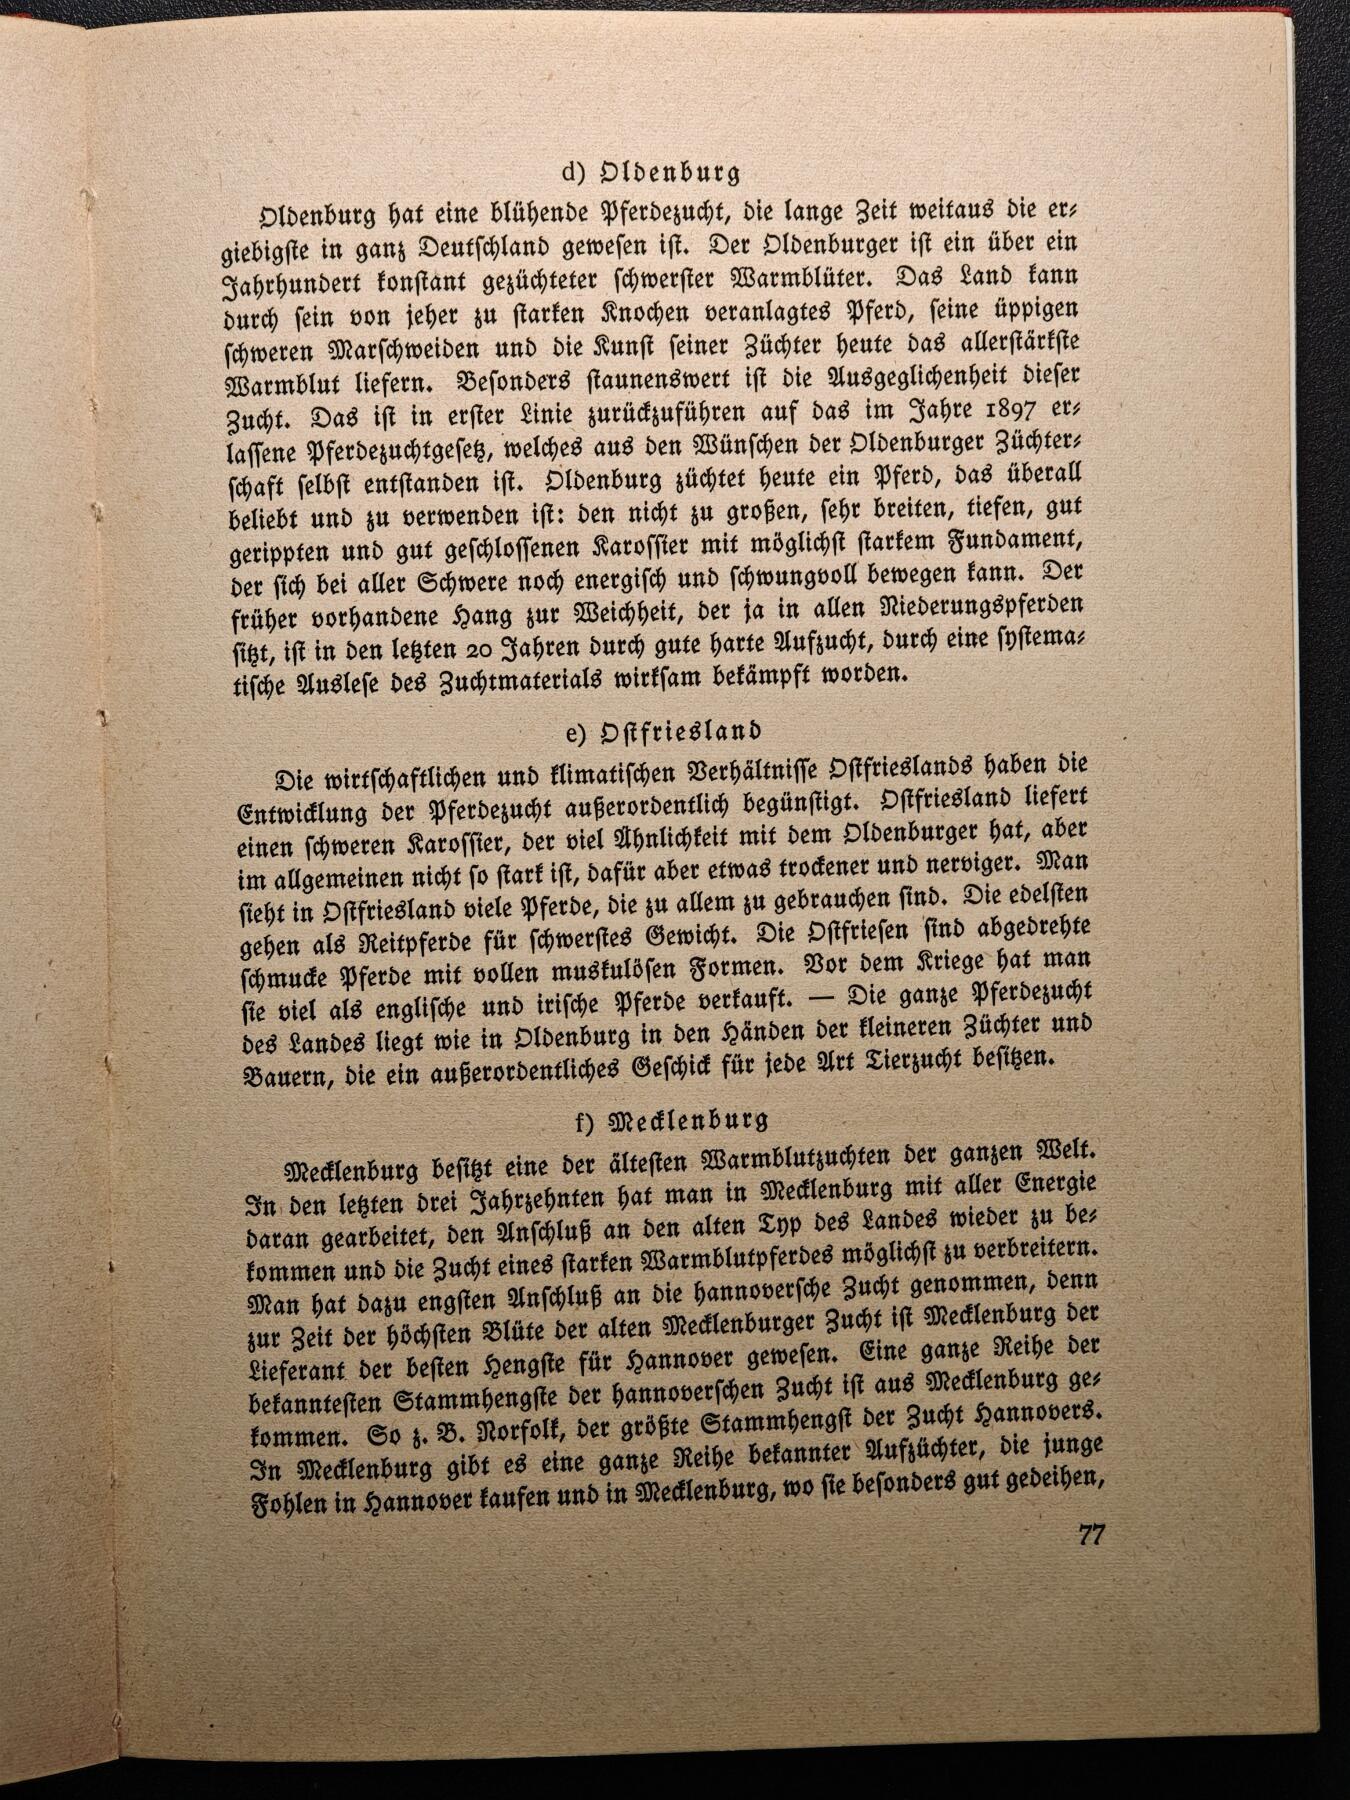 d) Oldenburg
Oldenburg hat eine blühende Pferdezucht, die lange Zeit weitaus die er-
giebigste in ganz Deutschland gewesen ist. Der Oldenburger ist ein über ein
Jahrhundert konstant gezüchteter schwerster Warmblüter. Das Land kann
durch sein von jeher zu starken Knochen veranlagtes Pferd, seine üppigen
schweren Marschweiden und die Kunst seiner Züchter heute das allerstärkste
Warmblut liefern. Besonders staunenswert ist die Ausgeglichenheit dieser
Zucht. Das ist in erster Linie zurückzuführen auf das im Jahre 1897 er-
lassene Pferdezuchtgesetz, welches aus den Wünschen der Oldenburger Züchter-
schaft selbst entstanden ist. Oldenburg züchtet heute ein Pferd, das überall
beliebt und zu verwenden ist: den nicht zu großen, sehr breiten, tiefen, gut
gerippten und gut geschlossenen Karossier mit möglichst starkem Fundament,
der sich bei aller Schwere noch energisch und schwungvoll bewegen kann. Der
früher vorhandene Hang zur Weichheit, der ja in allen Niederungspferden
sitzt, ist in den letzten 20 Jahren durch gute harte Aufzucht, durch eine systema-
tische Auslese des Zuchtmaterials wirksam bekämpft worden.
e) Ostfriesland
Die wirtschaftlichen und klimatischen Verhältnisse Ostfrieslands haben die
Entwicklung der Pferdezucht außerordentlich begünstigt. Ostfriesland liefert
einen schweren Karossier, der viel Ähnlichkeit mit dem Oldenburger hat, aber
im allgemeinen nicht so stark ist, dafür aber etwas trockener und nerviger. Man
sieht in Ostfriesland viele Pferde, die zu allem zu gebrauchen sind. Die edelsten
gehen als Reitpferde für schwerstes Gewicht. Die Ostfriesen sind abgedrehte
schmucke Pferde mit vollen muskulösen Formen. Vor dem Kriege hat man
sie viel als englische und irische Pferde verkauft. — Die ganze Pferdezucht
des Landes liegt wie in Oldenburg in den Händen der kleineren Züchter und
Bauern, die ein außerordentliches Geschick für jede Art Tierzucht besitzen.
f) Mecklenburg
Mecklenburg besitzt eine der ältesten Warmblutzuchten der ganzen Welt.
In den letzten drei Jahrzehnten hat man in Mecklenburg mit aller Energie
daran gearbeitet, den Anschluß an den alten Typ des Landes wieder zu be-
kommen und die Zucht eines starken Warmblutpferdes möglichst zu verbreitern.
Man hat dazu engsten Anschluß an die hannoversche Zucht genommen, denn
zur Zeit der höchsten Blüte der alten Mecklenburger Zucht ist Mecklenburg der
Lieferant der besten Hengste für Hannover gewesen. Eine ganze Reihe der
bekanntesten Stammhengste der hannoverschen Zucht ist aus Mecklenburg ge-
kommen. So z. B. Norfolk, der größte Stammhengst der Zucht Hannovers.
In Mecklenburg gibt es eine ganze Reihe bekannter Aufzüchter, die junge
Fohlen in Hannover kaufen und in Mecklenburg, wo sie besonders gut gedeihen,
77